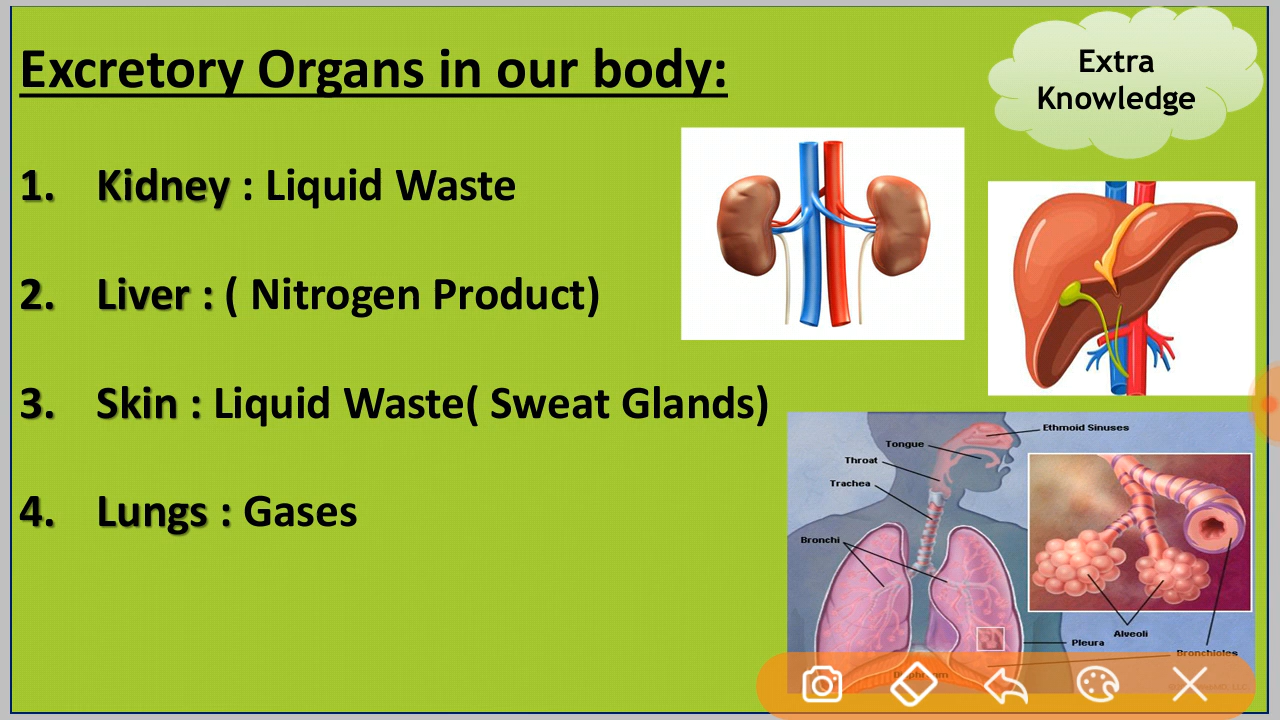 Excretory Organs in our body:
Extra
Knowledge
1. Kidney : Liquid Waste
2. Liver : ( Nitrogen Product)
3. Skin : Liquid Waste( Sweat Glands)
4. Lungs : Gases
Ethmoid Sinuses
Tongue
Throat
Trachea
Bronchi
Alveoli
Pleura
Bronchioles